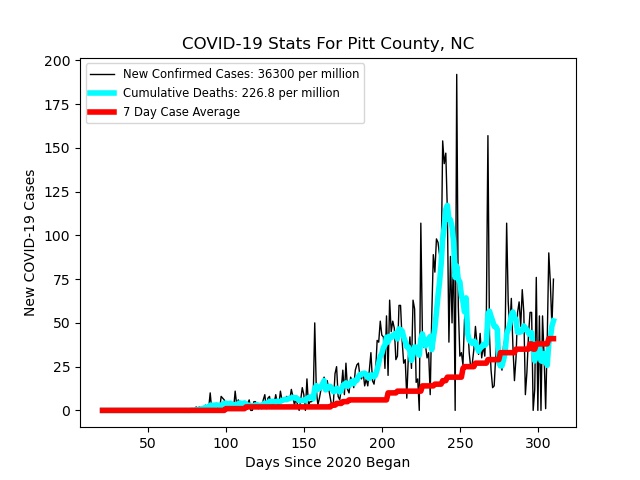 COVID-19 Stats For Pitt County, NC
200
175
150
125
100
75
50
25
0
New COVID-19 Cases
New Confirmed Cases: 36300 per million
Cumulative Deaths: 226.8 per million
7 Day Case Average
50 100 150 200 250 300
Days Since 2020 Began